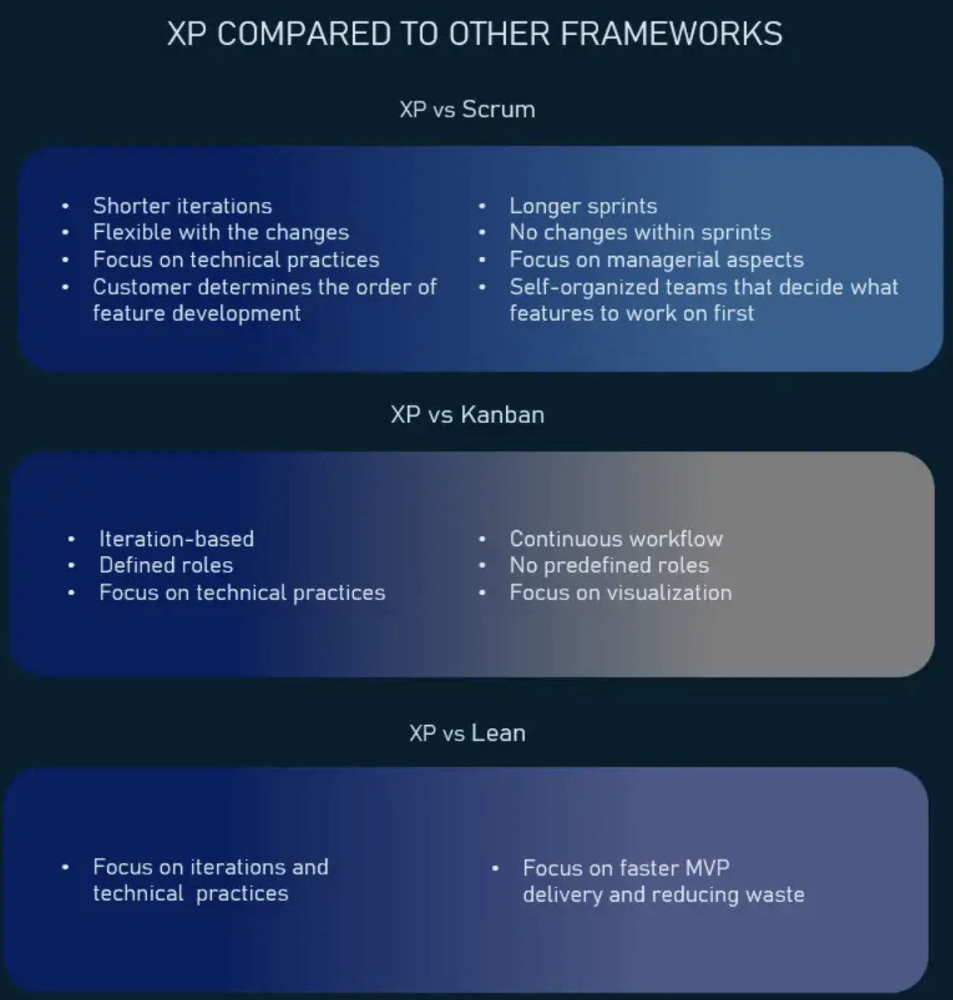 XP COMPARED TO OTHER FRAMEWORKS
XP vs Scrum
• Shorter iterations
• Flexible with the changes
• Focus on technical practices
• Customer determines the order of
feature development
• Longer sprints
• No changes within sprints
• Focus on managerial aspects
• Self-organized teams that decide what
features to work on first
XP vs Kanban
• Iteration-based
• Defined roles
• Focus on technical practices
• Continuous workflow
• No predefined roles
• Focus on visualization
XP vs Lean
• Focus on iterations and
technical practices
• Focus on faster MVP
delivery and reducing waste